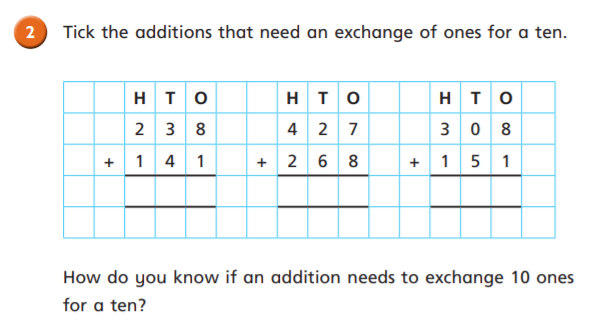 2 Tick the additions that need an exchange of ones for a ten.
H T O H T O H T O
2 3 8 4 2 7 3 0 8
+ 1 4 1 + 2 6 8 + 1 5 1
How do you know if an addition needs to exchange 10 ones
for a ten?